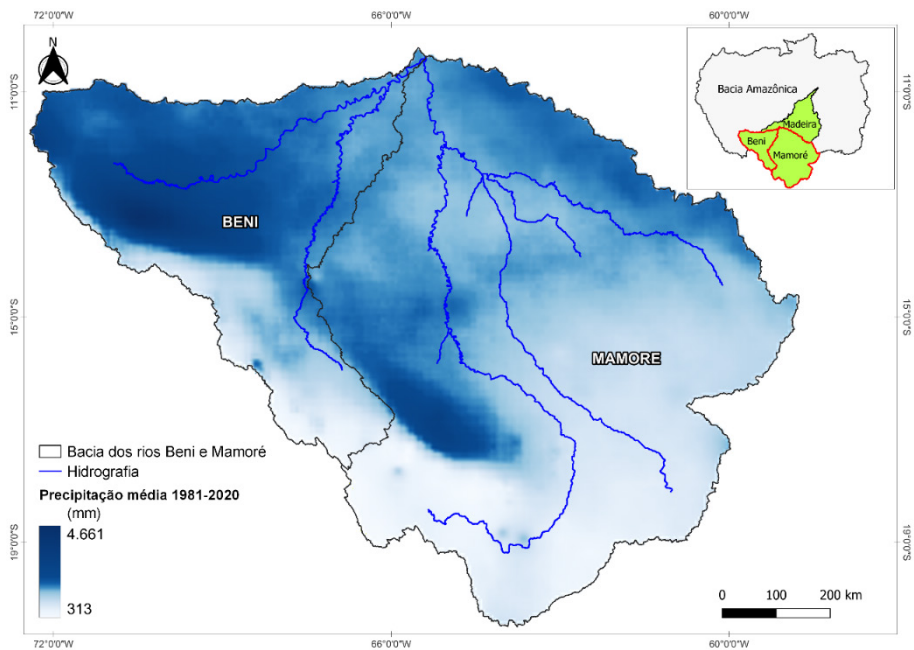 72°0'0"W 66°0'0"W 60°0'0"W
N
11°0'0"S
11°0'0"S
Bacia Amazônica
Madeira
Beni
Mamoré
BENI
15°0'0"S
15°0'0"S
MAMORE
Bacia dos rios Beni e Mamoré
Hidrografia
Precipitação média 1981-2020
(mm)
4.661
313
19°0'0"S
19°0'0"S
0 100 200 km
72°0'0"W 66°0'0"W 60°0'0"W